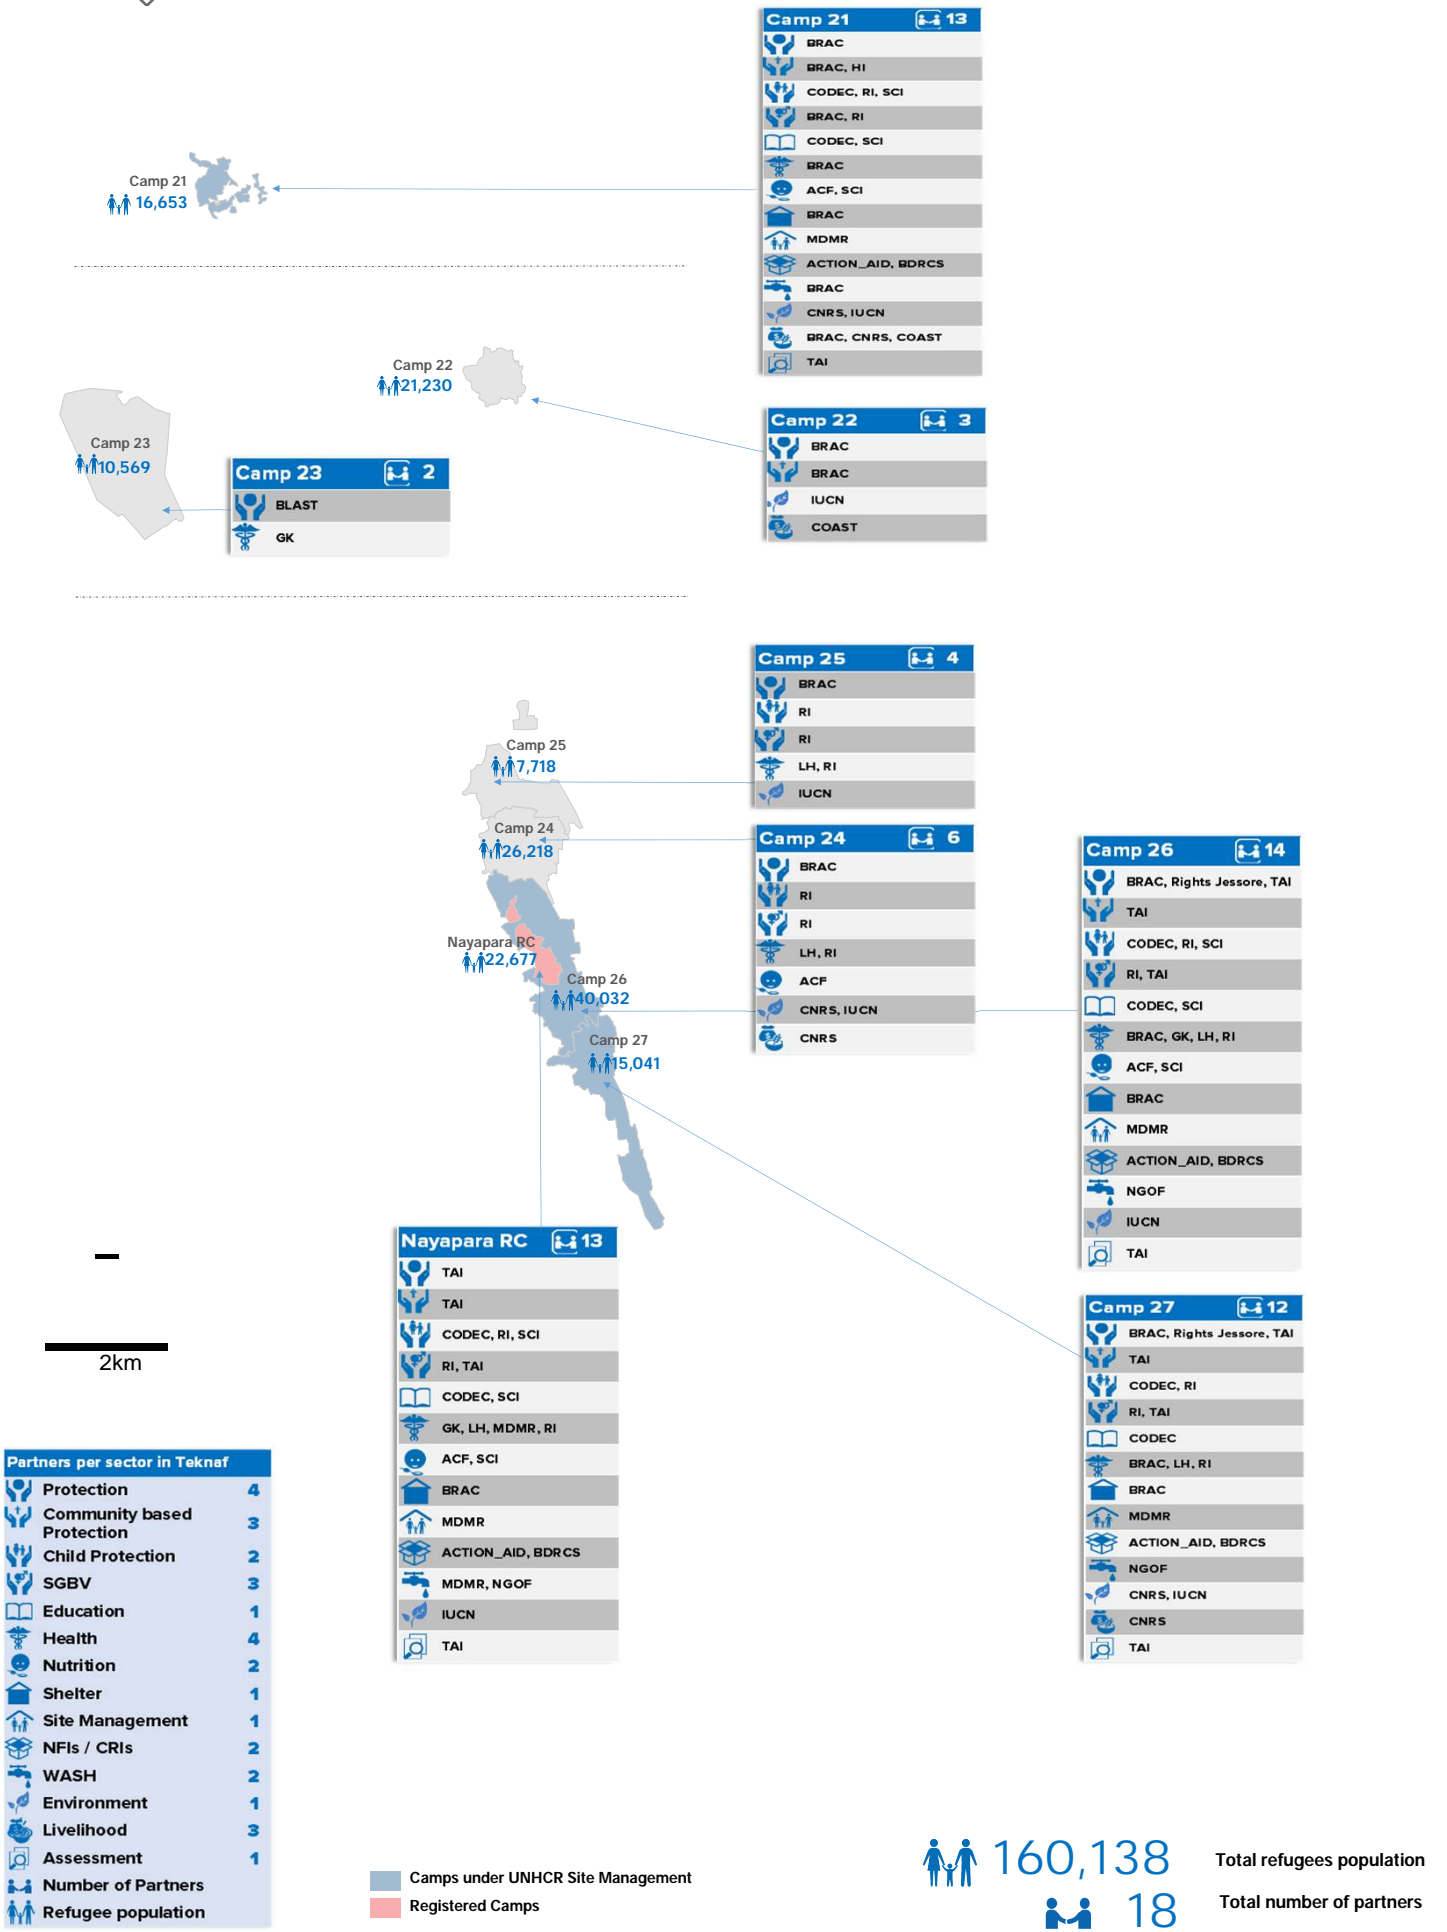 Camp 21 13
BRAC
BRAC, HI
CODEC, RI, SCI
BRAC, RI
CODEC, SCI
BRAC
ACF, SCI
BRAC
MDMR
ACTION_AID, BDRCS
BRAC
CNRS, IUCN
BRAC, CNRS, COAST
TAI
Camp 21
16,653
Camp 22
21,230
Camp 22 3
BRAC
BRAC
IUCN
COAST
Camp 23
10,569
Camp 23 2
BLAST
GK
Camp 25 4
BRAC
RI
RI
LH, RI
IUCN
Camp 25
7,718
Camp 24
26,218
Camp 24 6
BRAC
RI
RI
LH, RI
ACF
CNRS, IUCN
CNRS
Nayapara RC
22,677
Camp 26
40,032
Camp 27
15,041
Camp 26 14
BRAC, Rights Jessore, TAI
TAI
CODEC, RI, SCI
RI, TAI
CODEC, SCI
BRAC, GK, LH, RI
ACF, SCI
BRAC
MDMR
ACTION_AID, BDRCS
NGOF
IUCN
TAI
Nayapara RC 13
TAI
TAI
CODEC, RI, SCI
RI, TAI
CODEC, SCI
GK, LH, MDMR, RI
ACF, SCI
BRAC
MDMR
ACTION_AID, BDRCS
MDMR, NGOF
IUCN
TAI
Camp 27 12
BRAC, Rights Jessore, TAI
TAI
CODEC, RI
RI, TAI
CODEC
BRAC, LH, RI
BRAC
MDMR
ACTION_AID, BDRCS
NGOF
CNRS, IUCN
CNRS
TAI
2km
Partners per sector in Teknaf
Protection 4
Community based
Protection 3
Child Protection 2
SGBV 3
Education 1
Health 4
Nutrition 2
Shelter 1
Site Management 1
NFIs / CRIs 2
WASH 2
Environment 1
Livelihood 3
Assessment 1
Number of Partners
Refugee population
Camps under UNHCR Site Management
Registered Camps
160,138 Total refugees population
18 Total number of partners